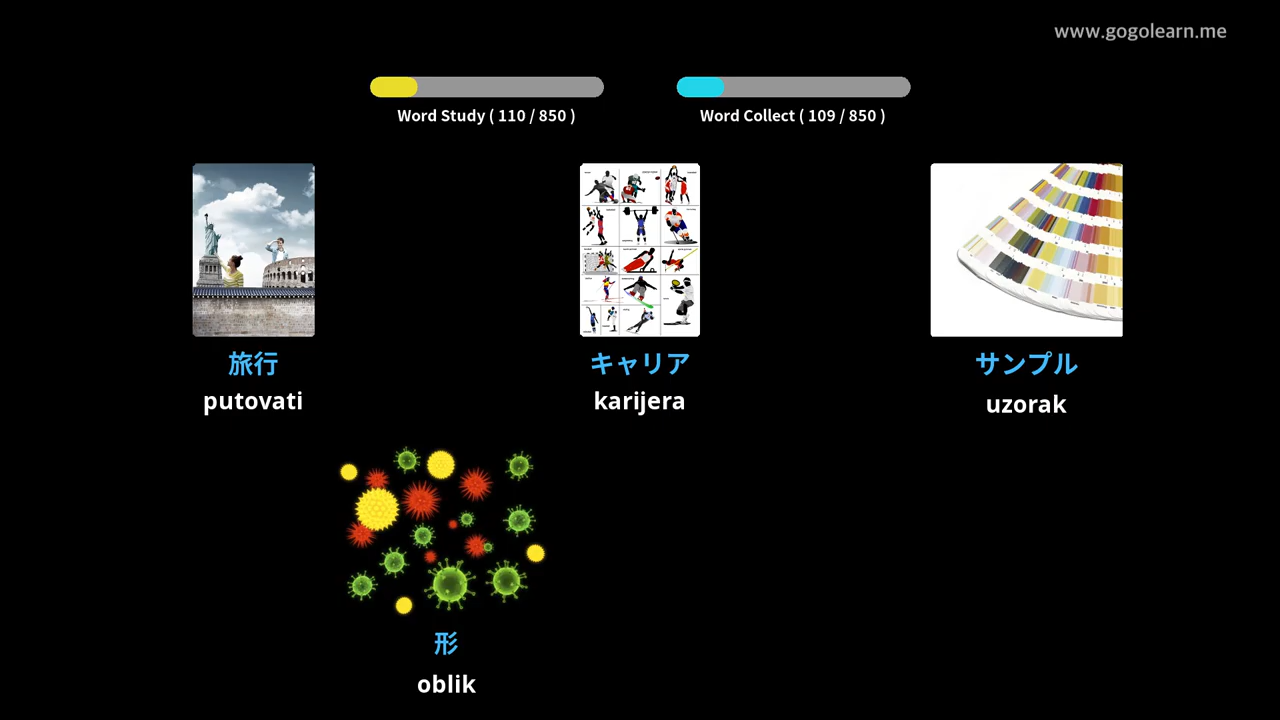 www.gogolearn.me
Word Study ( 110 / 850 )
Word Collect ( 109 / 850 )
旅行
putovati
キャリア
karijera
サンプル
uzorak
形
oblik